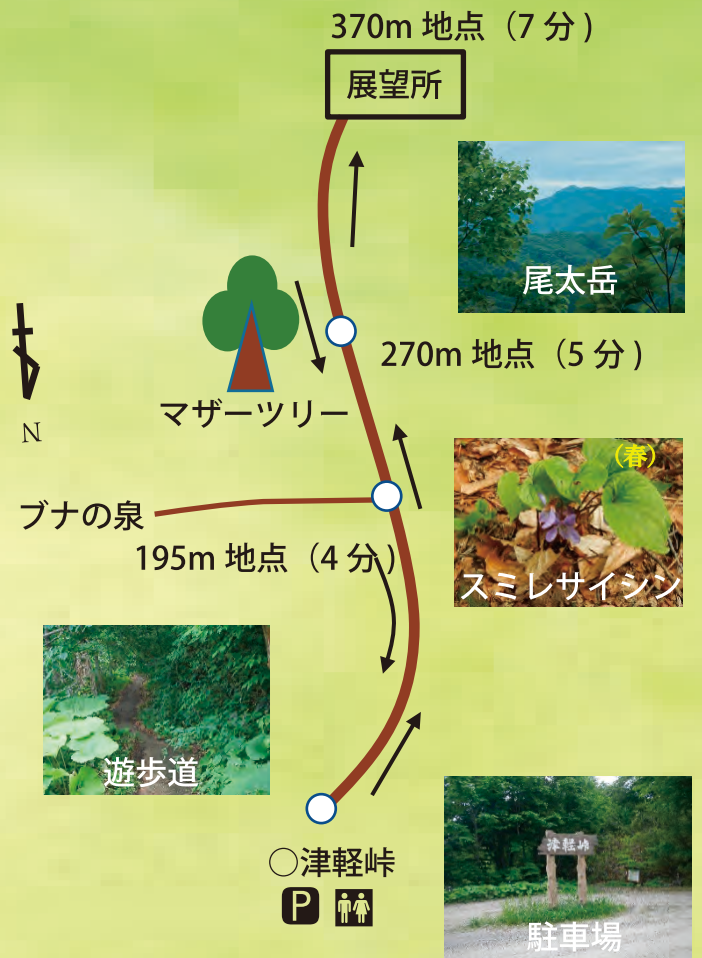 370m 地点（7 分 )
展望所
尾太岳
270m 地点（5 分 )
マザーツリー
N
(春)
ブナの泉
195m 地点（4 分 )
スミレサイシン
遊歩道
津軽峠
○津軽峠
P
駐車場